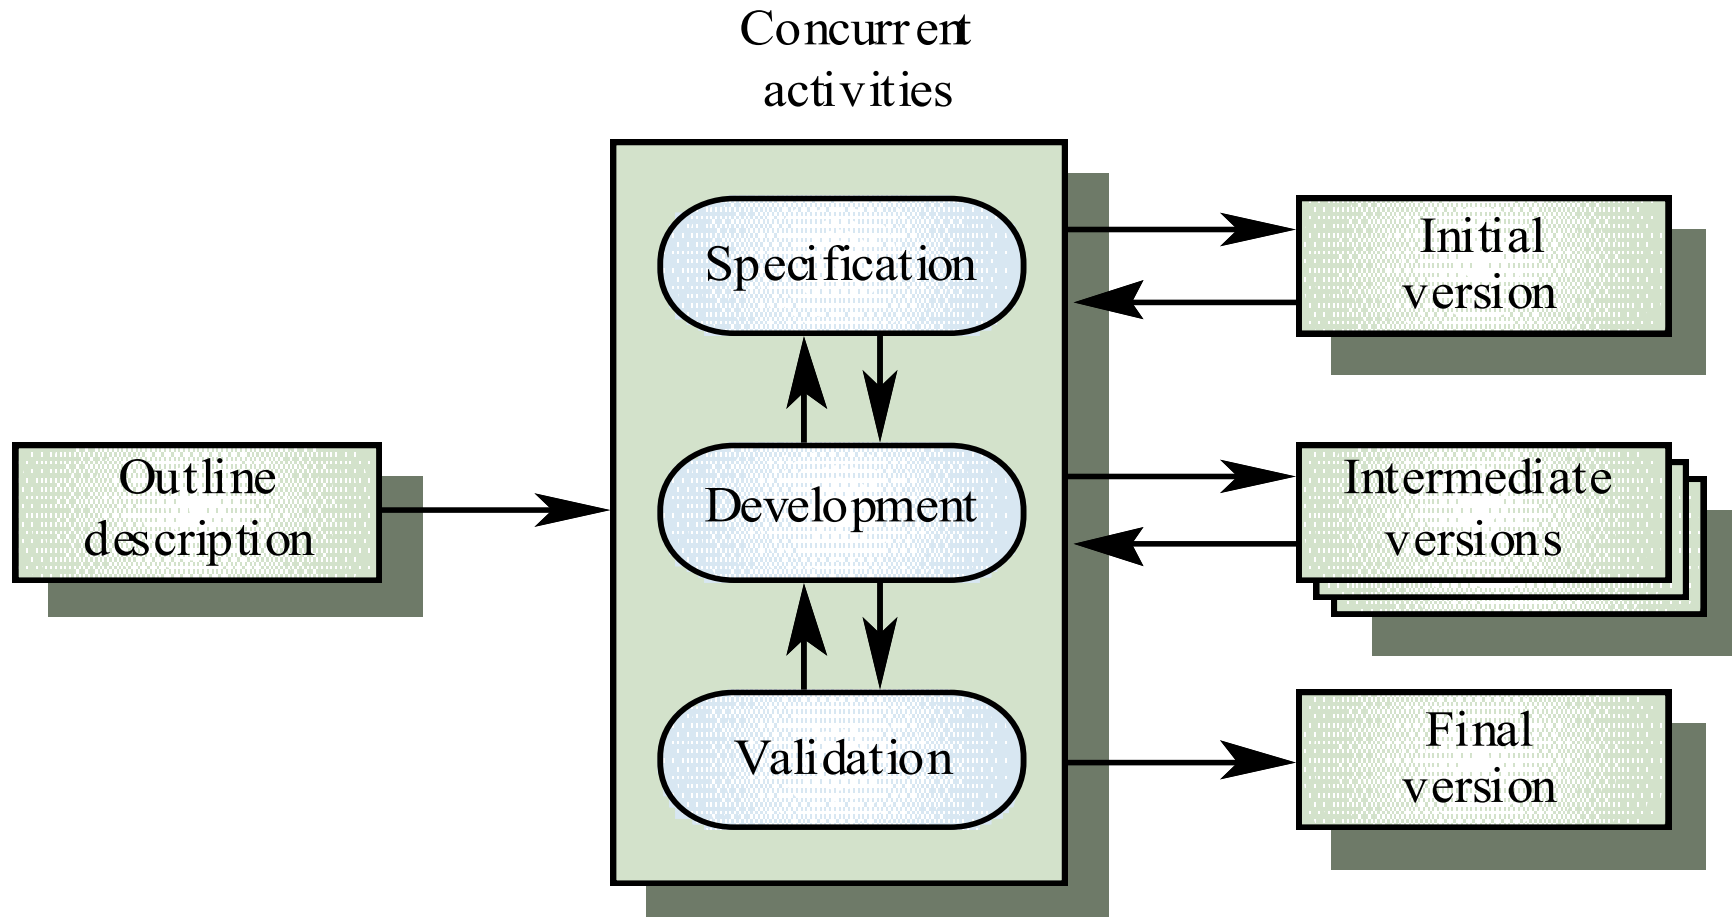 Concurrent
activities
Specification
Initial
version
Outline
description
Development
Intermediate
versions
Validation
Final
version